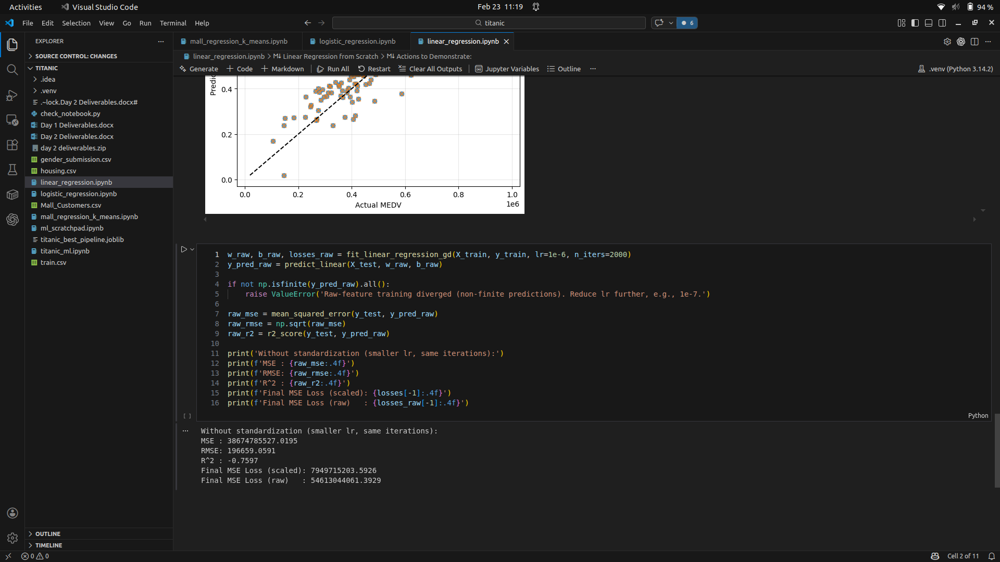 Activities
Visual Studio Code
Feb 23 11:19
94 %
File Edit Selection View Go Run Terminal Help
titanic
6
EXPLORER
SOURCE CONTROL: CHANGES
TITANIC
.idea
.venv
.~lock.Day 2 Deliverables.docx#
check_notebook.py
Day 1 Deliverables.docx
Day 2 Deliverables.docx
day 2 deliverables.zip
gender_submission.csv
housing.csv
linear_regression.ipynb
logistic_regression.ipynb
Mall_Customers.csv
mall_regression_k_means.ipynb
ml_scratchpad.ipynb
titanic_best_pipeline.joblib
titanic_ml.ipynb
train.csv
OUTLINE
TIMELINE
mall_regression_k_means.ipynb
logistic_regression.ipynb
linear_regression.ipynb
linear_regression.ipynb > M↓ Linear Regression from Scratch > M↓ Actions to Demonstrate:
Generate + Code + Markdown Run All Restart Clear All Outputs Jupyter Variables Outline ...
.venv (Python 3.14.2)
Predic
0.4
0.2
0.0
0.0 0.2 0.4 0.6 0.8 1.0
1e6
Actual MEDV
1 w_raw, b_raw, losses_raw = fit_linear_regression_gd(X_train, y_train, lr=1e-6, n_iters=2000)
2 y_pred_raw = predict_linear(X_test, w_raw, b_raw)
3
4 if not np.isfinite(y_pred_raw).all():
5     raise ValueError('Raw-feature training diverged (non-finite predictions). Reduce lr further, e.g., 1e-7.')
6
7 raw_mse = mean_squared_error(y_test, y_pred_raw)
8 raw_rmse = np.sqrt(raw_mse)
9 raw_r2 = r2_score(y_test, y_pred_raw)
10
11 print('Without standardization (smaller lr, same iterations):')
12 print(f'MSE : {raw_mse:.4f}')
13 print(f'RMSE: {raw_rmse:.4f}')
14 print(f'R^2 : {raw_r2:.4f}')
15 print(f'Final MSE Loss (scaled): {losses[-1]:.4f}')
16 print(f'Final MSE Loss (raw)   : {losses_raw[-1]:.4f}')
[ ]
Python
Without standardization (smaller lr, same iterations):
MSE : 38674785527.0195
RMSE: 196659.0591
R^2 : -0.7597
Final MSE Loss (scaled): 7949715203.5926
Final MSE Loss (raw)   : 54613044061.3929
0 0
Cell 2 of 11